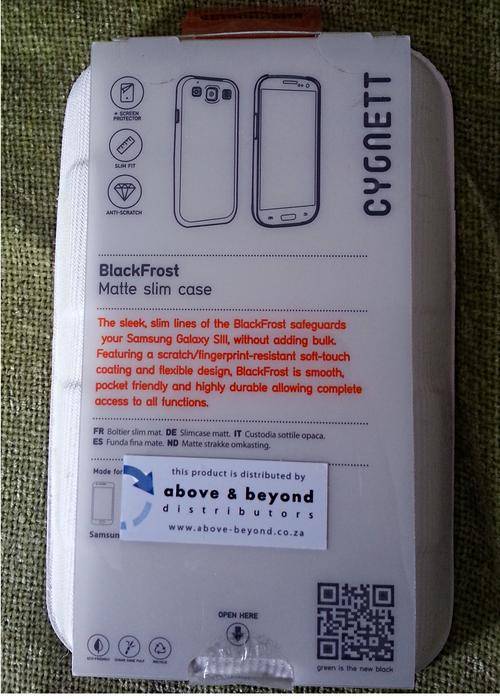 + SCREEN
PROTECTOR
SLIM FIT
ANTI-SCRATCH
CYGNETT
BlackFrost
Matte slim case
The sleek, slim lines of the BlackFrost safeguards
your Samsung Galaxy SIII, without adding bulk.
Featuring a scratch/fingerprint-resistant soft-touch
coating and flexible design, BlackFrost is smooth,
pocket friendly and highly durable allowing complete
access to all functions.
FR Boîtier slim mat. DE Slimcase matt. IT Custodia sottile opaca.
ES Funda fina mate. ND Matte strakke omkasting.
Made for
Samsun
this product is distributed by
above & beyond
distributors
www.above-beyond.co.za
OPEN HERE
ECO-FRIENDLY
RECYCLE
green is the new black